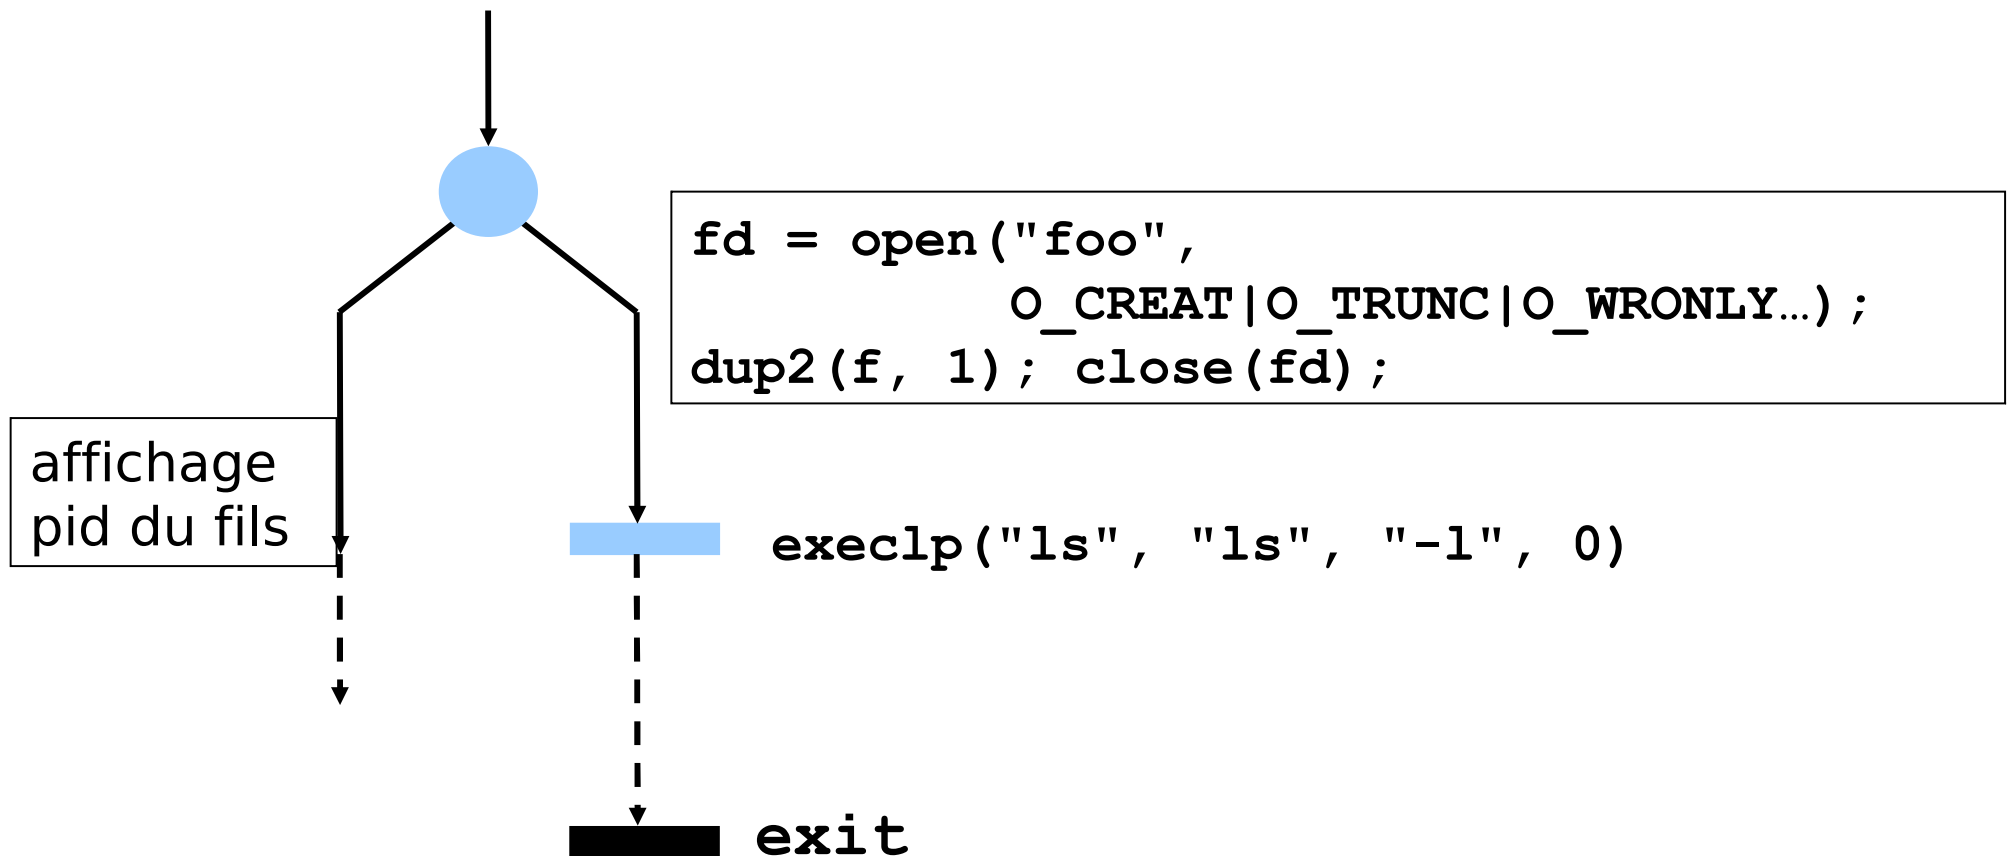 fd = open("foo",
O_CREAT|O_TRUNC|O_WRONLY…);
dup2(f, 1); close(fd);
affichage
pid du fils
execlp("ls", "ls", "-l", 0)
exit